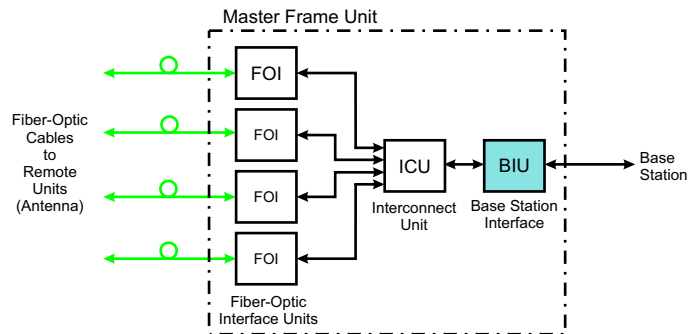 Master Frame Unit
FOI
FOI
FOI
FOI
Fiber-Optic
Cables
to
Remote
Units
(Antenna)
ICU
Interconnect
Unit
BIU
Base Station
Interface
Base
Station
Fiber-Optic
Interface Units